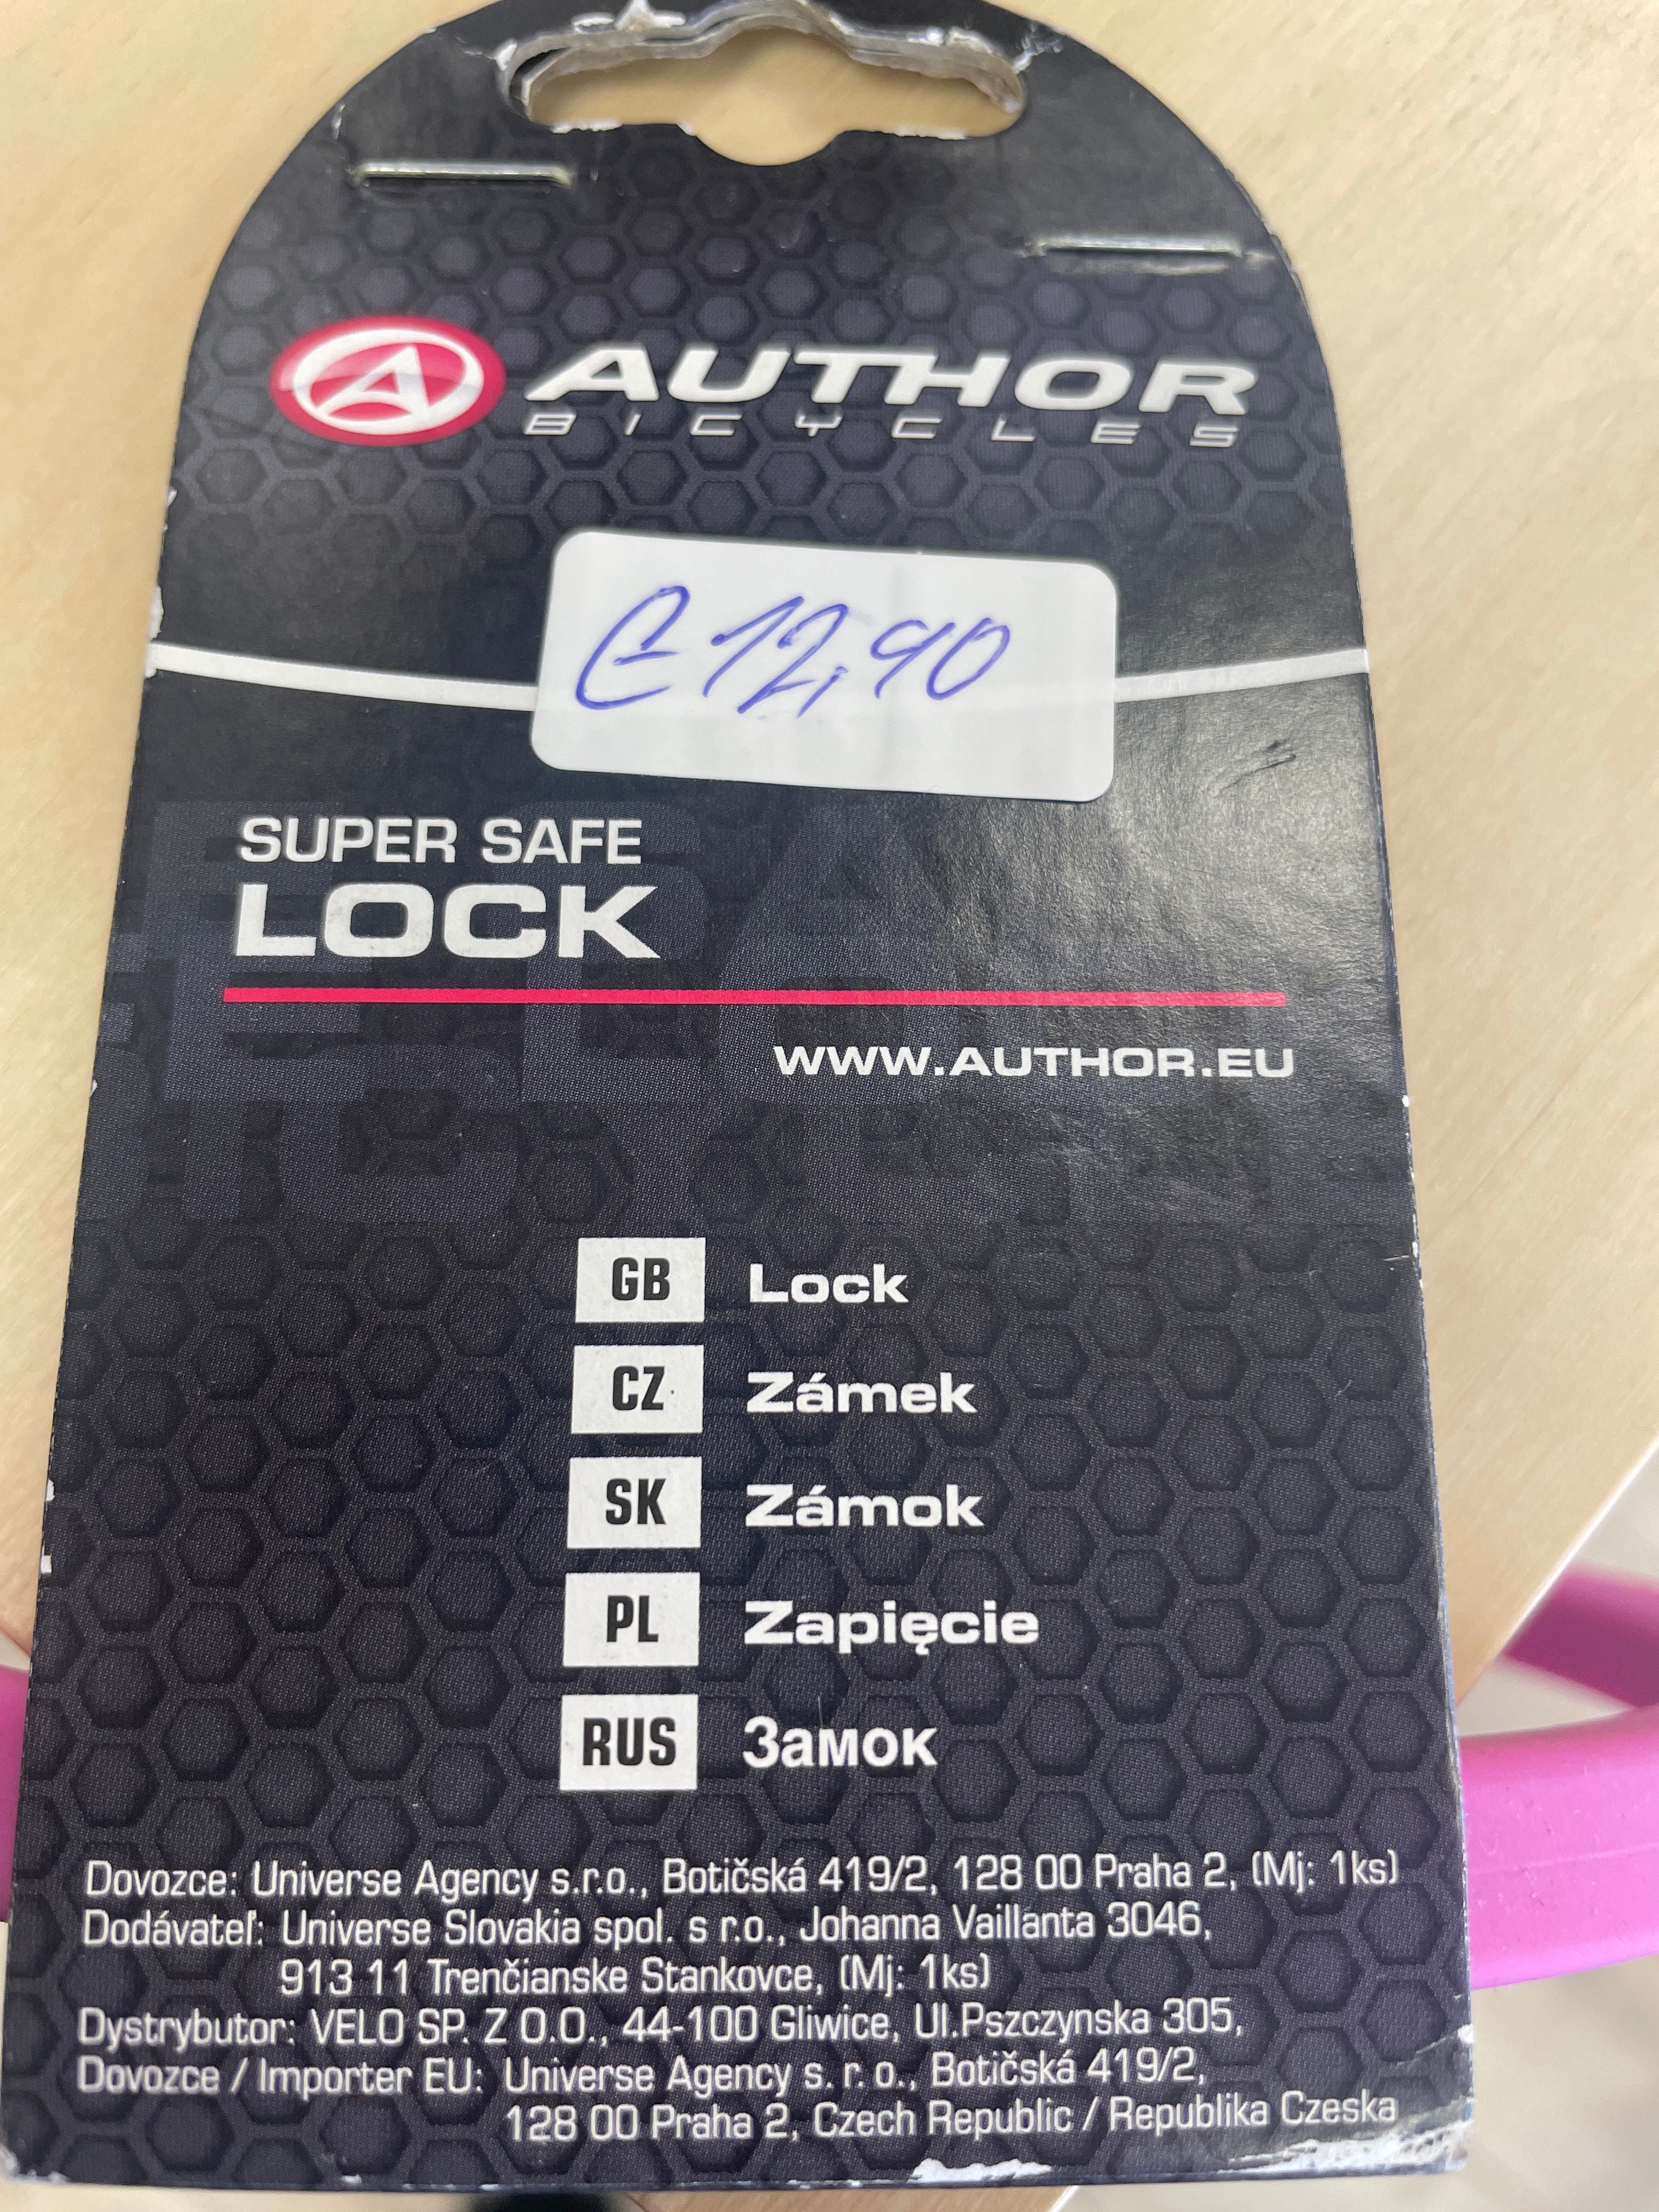 AUTHOR
BICYCLES
€12,90
SUPER SAFE
LOCK
WWW.AUTHOR.EU
GB Lock
CZ Zámek
SK Zámok
PL Zapięcie
RUS Замок
Dovozce: Universe Agency s.r.o., Botičská 419/2, 128 00 Praha 2, (Mj: 1ks)
Dodávateľ: Universe Slovakia spol. s r.o., Johanna Vaillanta 3046,
913 11 Trenčianske Stankovce, (Mj: 1ks)
Dystrybutor: VELO SP. Z O.O., 44-100 Gliwice, Ul.Pszczynska 305,
Dovozce / Importer EU: Universe Agency s. r. o., Botičská 419/2,
128 00 Praha 2, Czech Republic / Republika Czeska